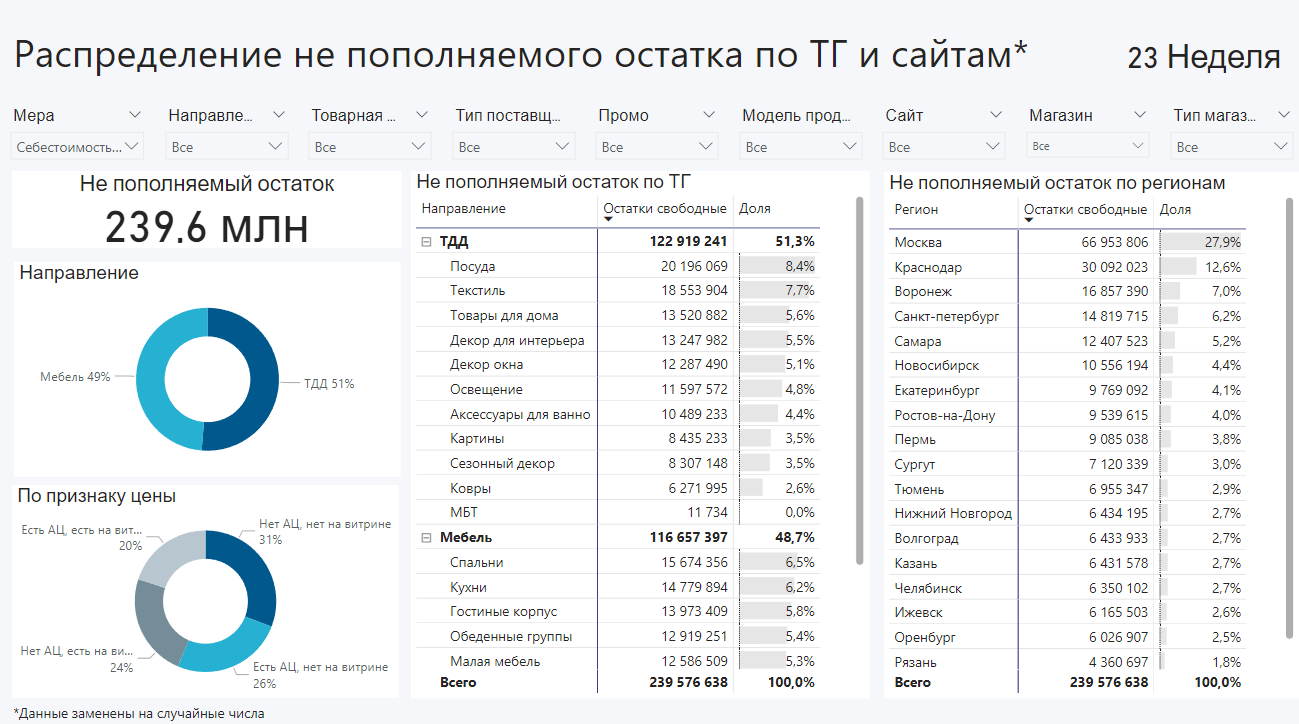 Распределение не пополняемого остатка по ТГ и сайтам*
23 Неделя
Мера
Направле...
Товарная ...
Тип поставщ...
Промо
Модель прод...
Сайт
Магазин
Тип магаз...
Себестоимость...
Все
Все
Все
Все
Все
Все
Все
Все
Не пополняемый остаток
239,6 млн
Направление
Мебель 49%
ТДД 51%
По признаку цены
Есть АЦ, есть на вит...
20%
Нет АЦ, нет на витрине
31%
Нет АЦ, есть на ви...
24%
Есть АЦ, нет на витрине
26%
Не пополняемый остаток по ТГ
Направление Остатки свободные Доля
ТДД 122 919 241 51,3%
Посуда 20 196 069 8,4%
Текстиль 18 553 904 7,7%
Товары для дома 13 520 882 5,6%
Декор для интерьера 13 247 982 5,5%
Декор окна 12 287 490 5,1%
Освещение 11 597 572 4,8%
Аксессуары для ванно 10 489 233 4,4%
Картины 8 435 233 3,5%
Сезонный декор 8 307 148 3,5%
Ковры 6 271 995 2,6%
МБТ 11 734 0,0%
Мебель 116 657 397 48,7%
Спальни 15 674 356 6,5%
Кухни 14 779 894 6,2%
Гостиные корпус 13 973 409 5,8%
Обеденные группы 12 919 251 5,4%
Малая мебель 12 586 509 5,3%
Всего 239 576 638 100,0%
Не пополняемый остаток по регионам
Регион Остатки свободные Доля
Москва 66 953 806 27,9%
Краснодар 30 092 023 12,6%
Воронеж 16 857 390 7,0%
Санкт-петербург 14 819 715 6,2%
Самара 12 407 523 5,2%
Новосибирск 10 556 194 4,4%
Екатеринбург 9 769 092 4,1%
Ростов-на-Дону 9 539 615 4,0%
Пермь 9 085 038 3,8%
Сургут 7 120 339 3,0%
Тюмень 6 955 347 2,9%
Нижний Новгород 6 434 195 2,7%
Волгоград 6 433 933 2,7%
Казань 6 431 578 2,7%
Челябинск 6 350 102 2,7%
Ижевск 6 165 503 2,6%
Оренбург 6 026 907 2,5%
Рязань 4 360 697 1,8%
Всего 239 576 638 100,0%
*Данные заменены на случайные числа